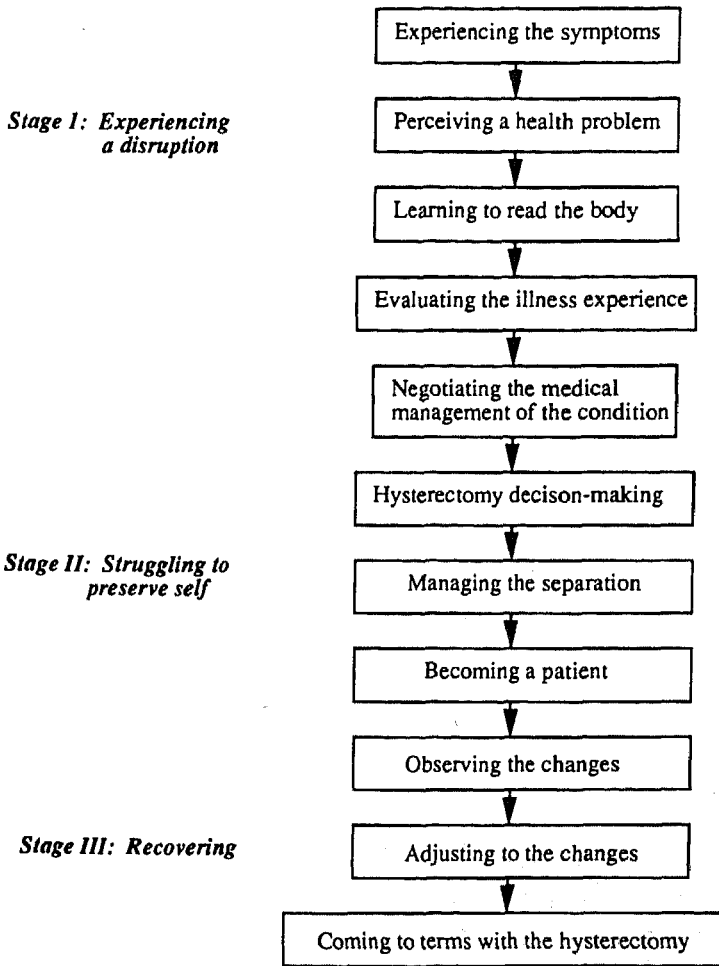 Experiencing the symptoms
Stage 1: Experiencing
a disruption
Perceiving a health problem
Learning to read the body
Evaluating the illness experience
Negotiating the medical
management of the condition
Hysterectomy decison-making
Stage II: Struggling to
preserve self
Managing the separation
Becoming a patient
Observing the changes
Stage III: Recovering
Adjusting to the changes
Coming to terms with the hysterectomy